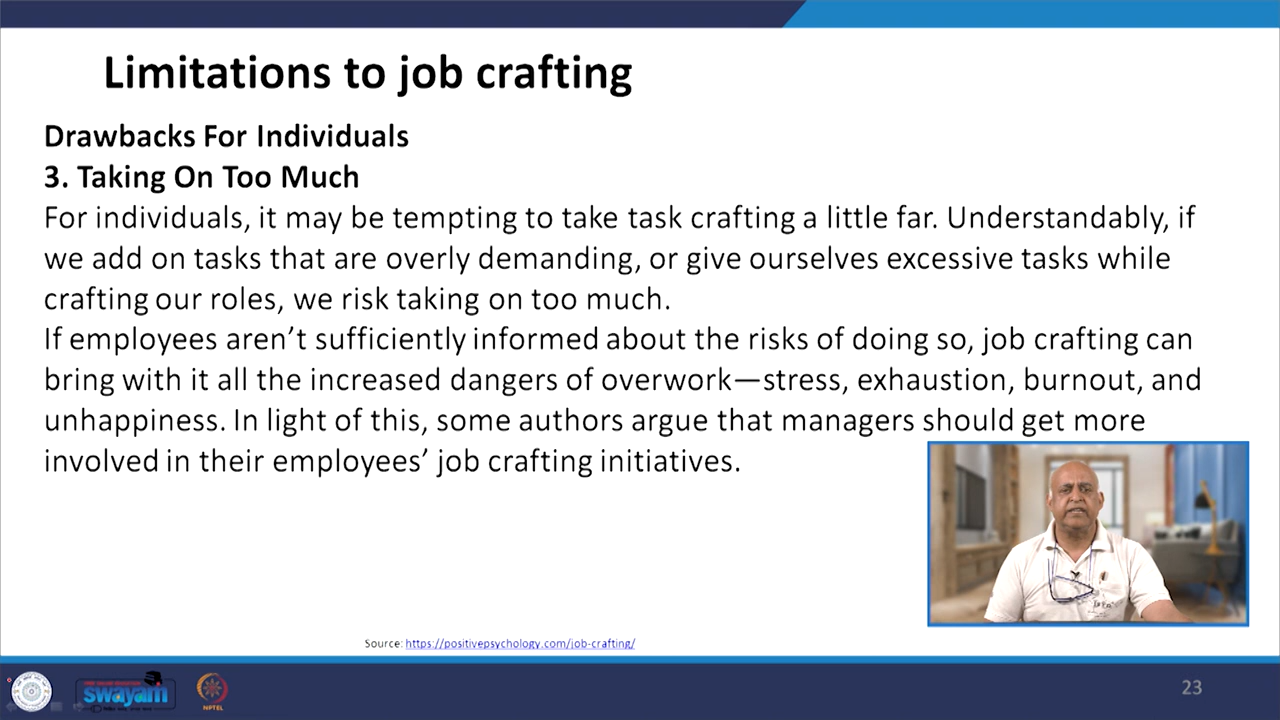 Limitations to job crafting
Drawbacks For Individuals
3. Taking On Too Much
For individuals, it may be tempting to take task crafting a little far. Understandably, if
we add on tasks that are overly demanding, or give ourselves excessive tasks while
crafting our roles, we risk taking on too much.
If employees aren’t sufficiently informed about the risks of doing so, job crafting can
bring with it all the increased dangers of overwork—stress, exhaustion, burnout, and
unhappiness. In light of this, some authors argue that managers should get more
involved in their employees’ job crafting initiatives.
Source: https://positivepsychology.com/job-crafting/
swayam
NPTEL
23